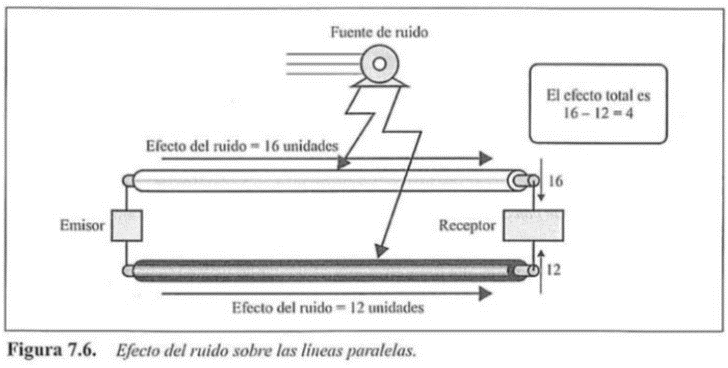 Fuente de ruido
El efecto total es
16 – 12 = 4
Efecto del ruido = 16 unidades
16
Emisor
Receptor
12
Efecto del ruido = 12 unidades
Figura 7.6. Efecto del ruido sobre las líneas paralelas.